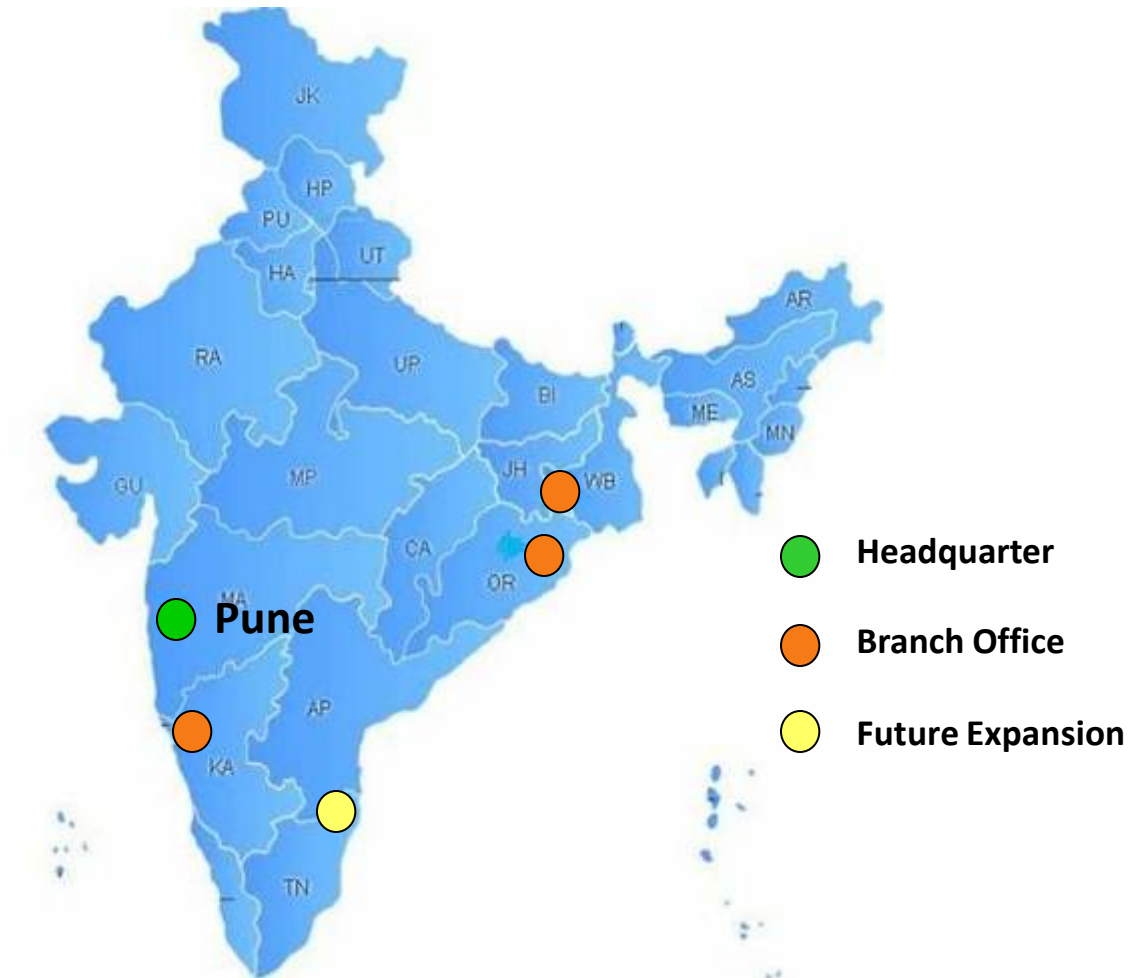 JK
HP
PU
UT
HA
AR
RA
UP
AS
BI
ME
MN
JH
WB
MP
GU
CA
OR
MA
Pune
AP
KA
TN
Headquarter
Branch Office
Future Expansion